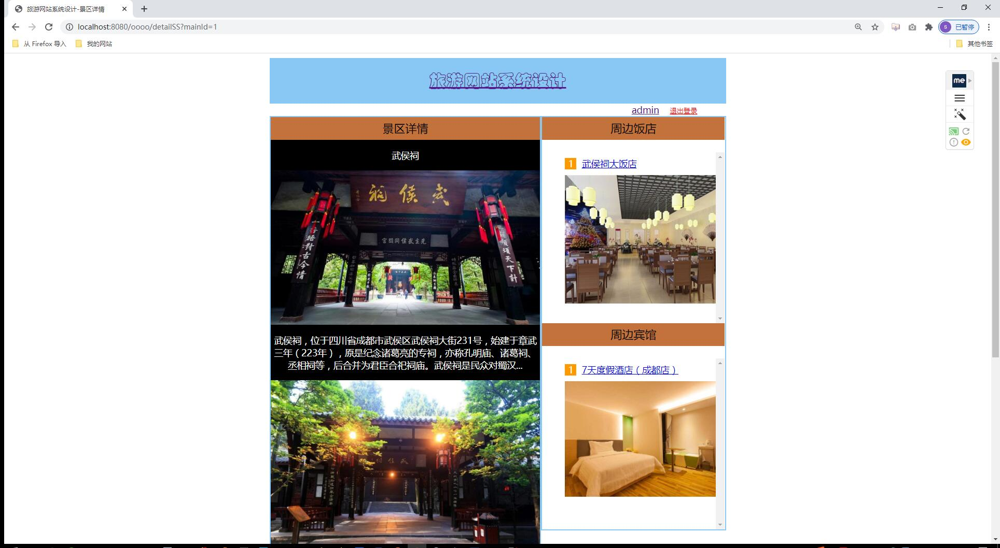 旅游网站系统设计-景区详情
localhost:8080/oooo/detailSS?mainId=1
s 已暂停
从 Firefox 导入 我的网站 其他书签
旅游网站系统设计
admin 退出登录
me
景区详情
武侯祠
祠侯武
宫閟同侯武主先
武侯祠，位于四川省成都市武侯区武侯祠大街231号，始建于章武
三年（223年），原是纪念诸葛亮的专祠，亦称孔明庙、诸葛祠、
丞相祠等，后合并为君臣合祀祠庙。武侯祠是民众对蜀汉...
周边饭店
1 武侯祠大饭店
周边宾馆
1 7天度假酒店（成都店）